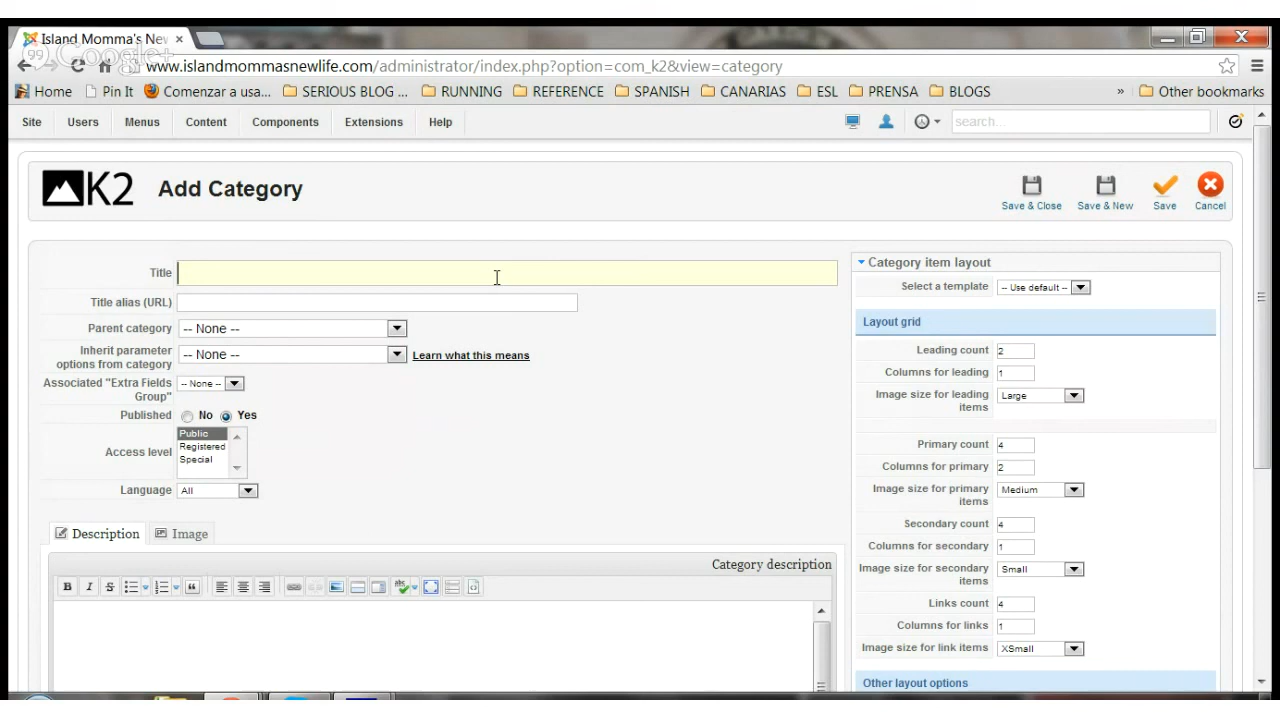 Island Momma's New
99 Google+
www.islandmommasnewlife.com/administrator/index.php?option=com_k2&view=category
Home Pin It Comenzar a usa... SERIOUS BLOG ... RUNNING REFERENCE SPANISH CANARIAS ESL PRENSA BLOGS » Other bookmarks
Site Users Menus Content Components Extensions Help search...
K2 Add Category
Save & Close Save & New Save Cancel
Title
Title alias (URL)
Parent category -- None --
Inherit parameter options from category -- None -- Learn what this means
Associated "Extra Fields Group" -- None --
Published No Yes
Access level
Public
Registered
Special
Language All
Description Image
Category description
B I S ABC
Category item layout
Select a template -- Use default --
Layout grid
Leading count 2
Columns for leading 1
Image size for leading items Large
Primary count 4
Columns for primary 2
Image size for primary items Medium
Secondary count 4
Columns for secondary 1
Image size for secondary items Small
Links count 4
Columns for links 1
Image size for link items XSmall
Other layout options